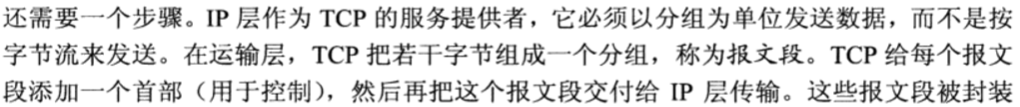 还需要一个步骤。IP 层作为 TCP 的服务提供者，它必须以分组为单位发送数据，而不是按
字节流来发送。在运输层，TCP 把若干字节组成一个分组，称为报文段。TCP 给每个报文
段添加一个首部（用于控制），然后再把这个报文段交付给 IP 层传输。这些报文段被封装